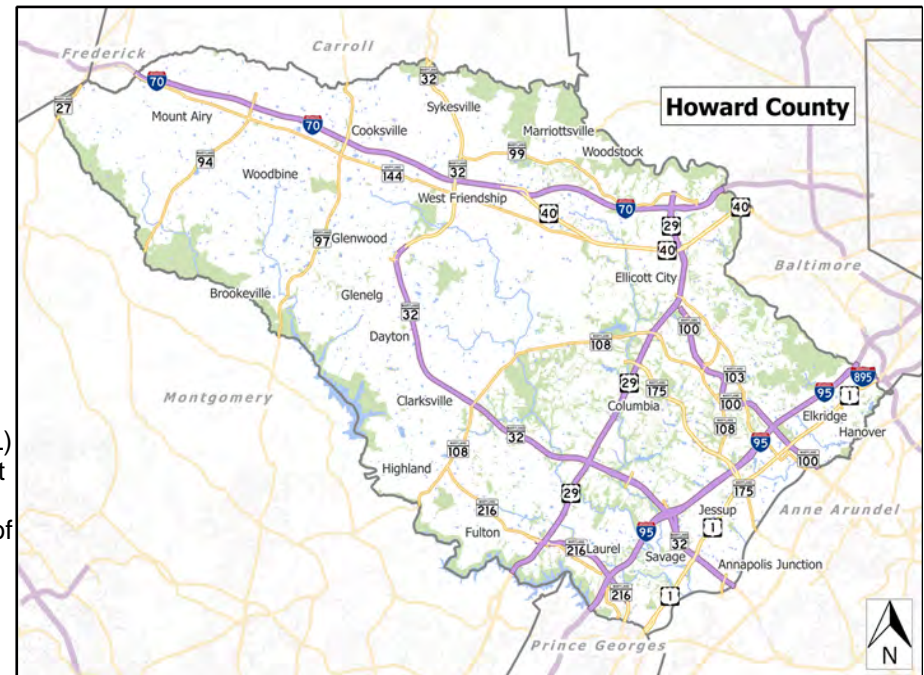 Howard County
Frederick
Carroll
32
70
27
Sykesville
Mount Airy
70
Cooksville
Marriottsville
99
Woodstock
94
Woodbine
144
32
West Friendship
40
70
29
40
40
97
Glenwood
Ellicott City
Baltimore
Brookeville
Glenelg
32
100
Dayton
108
103
895
95
1
Montgomery
29
175
Columbia
100
Elkridge
Clarksville
108
Hanover
32
95
100
L)
t
108
Highland
175
29
Anne Arundel
216
Jessup
of
Fulton
95
1
216
Laurel
Savage
32
Annapolis Junction
216
1
Prince Georges
N